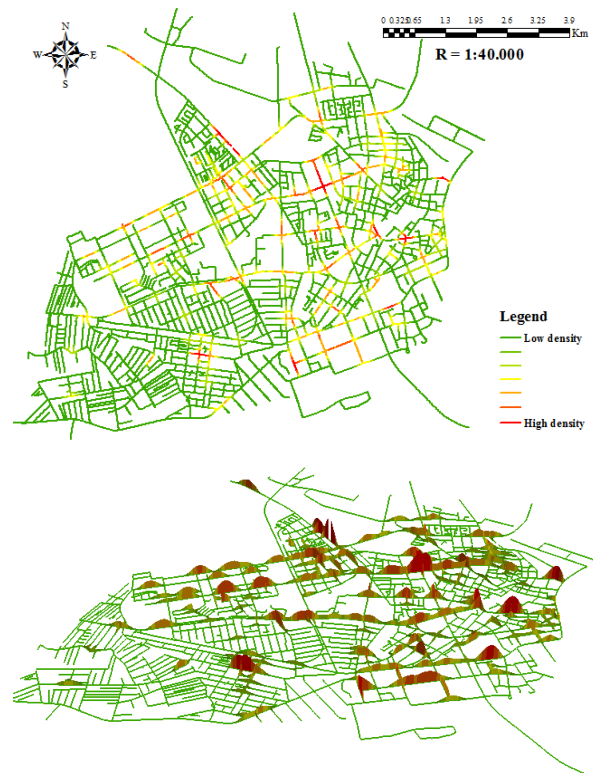 N
W E
S
0 0.325 0.65 1.3 1.95 2.6 3.25 3.9
Km
R = 1:40.000
Legend
Low density
High density